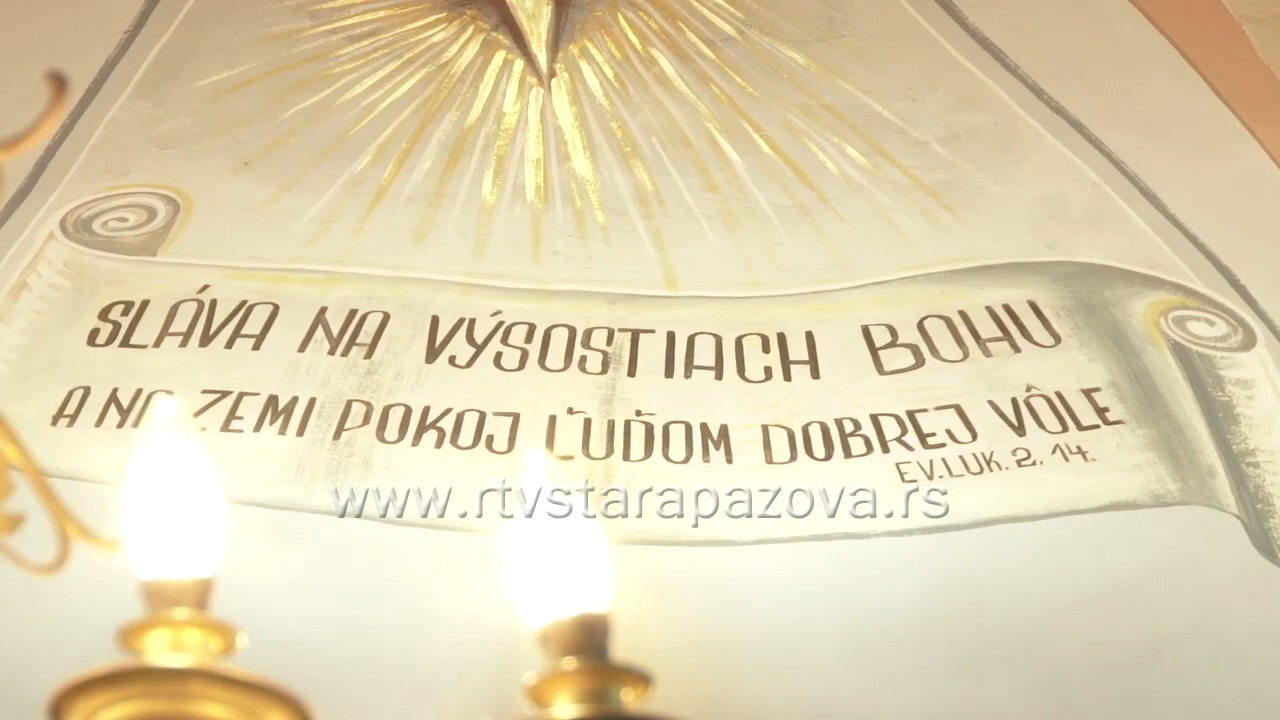 SLÁVA NA VÝSOSTIACH BOHU
A NA ZEMI POKOJ ĽUĎOM DOBREJ VÔLE
EV. LUK. 2. 14.
www.rtvstarapazova.rs